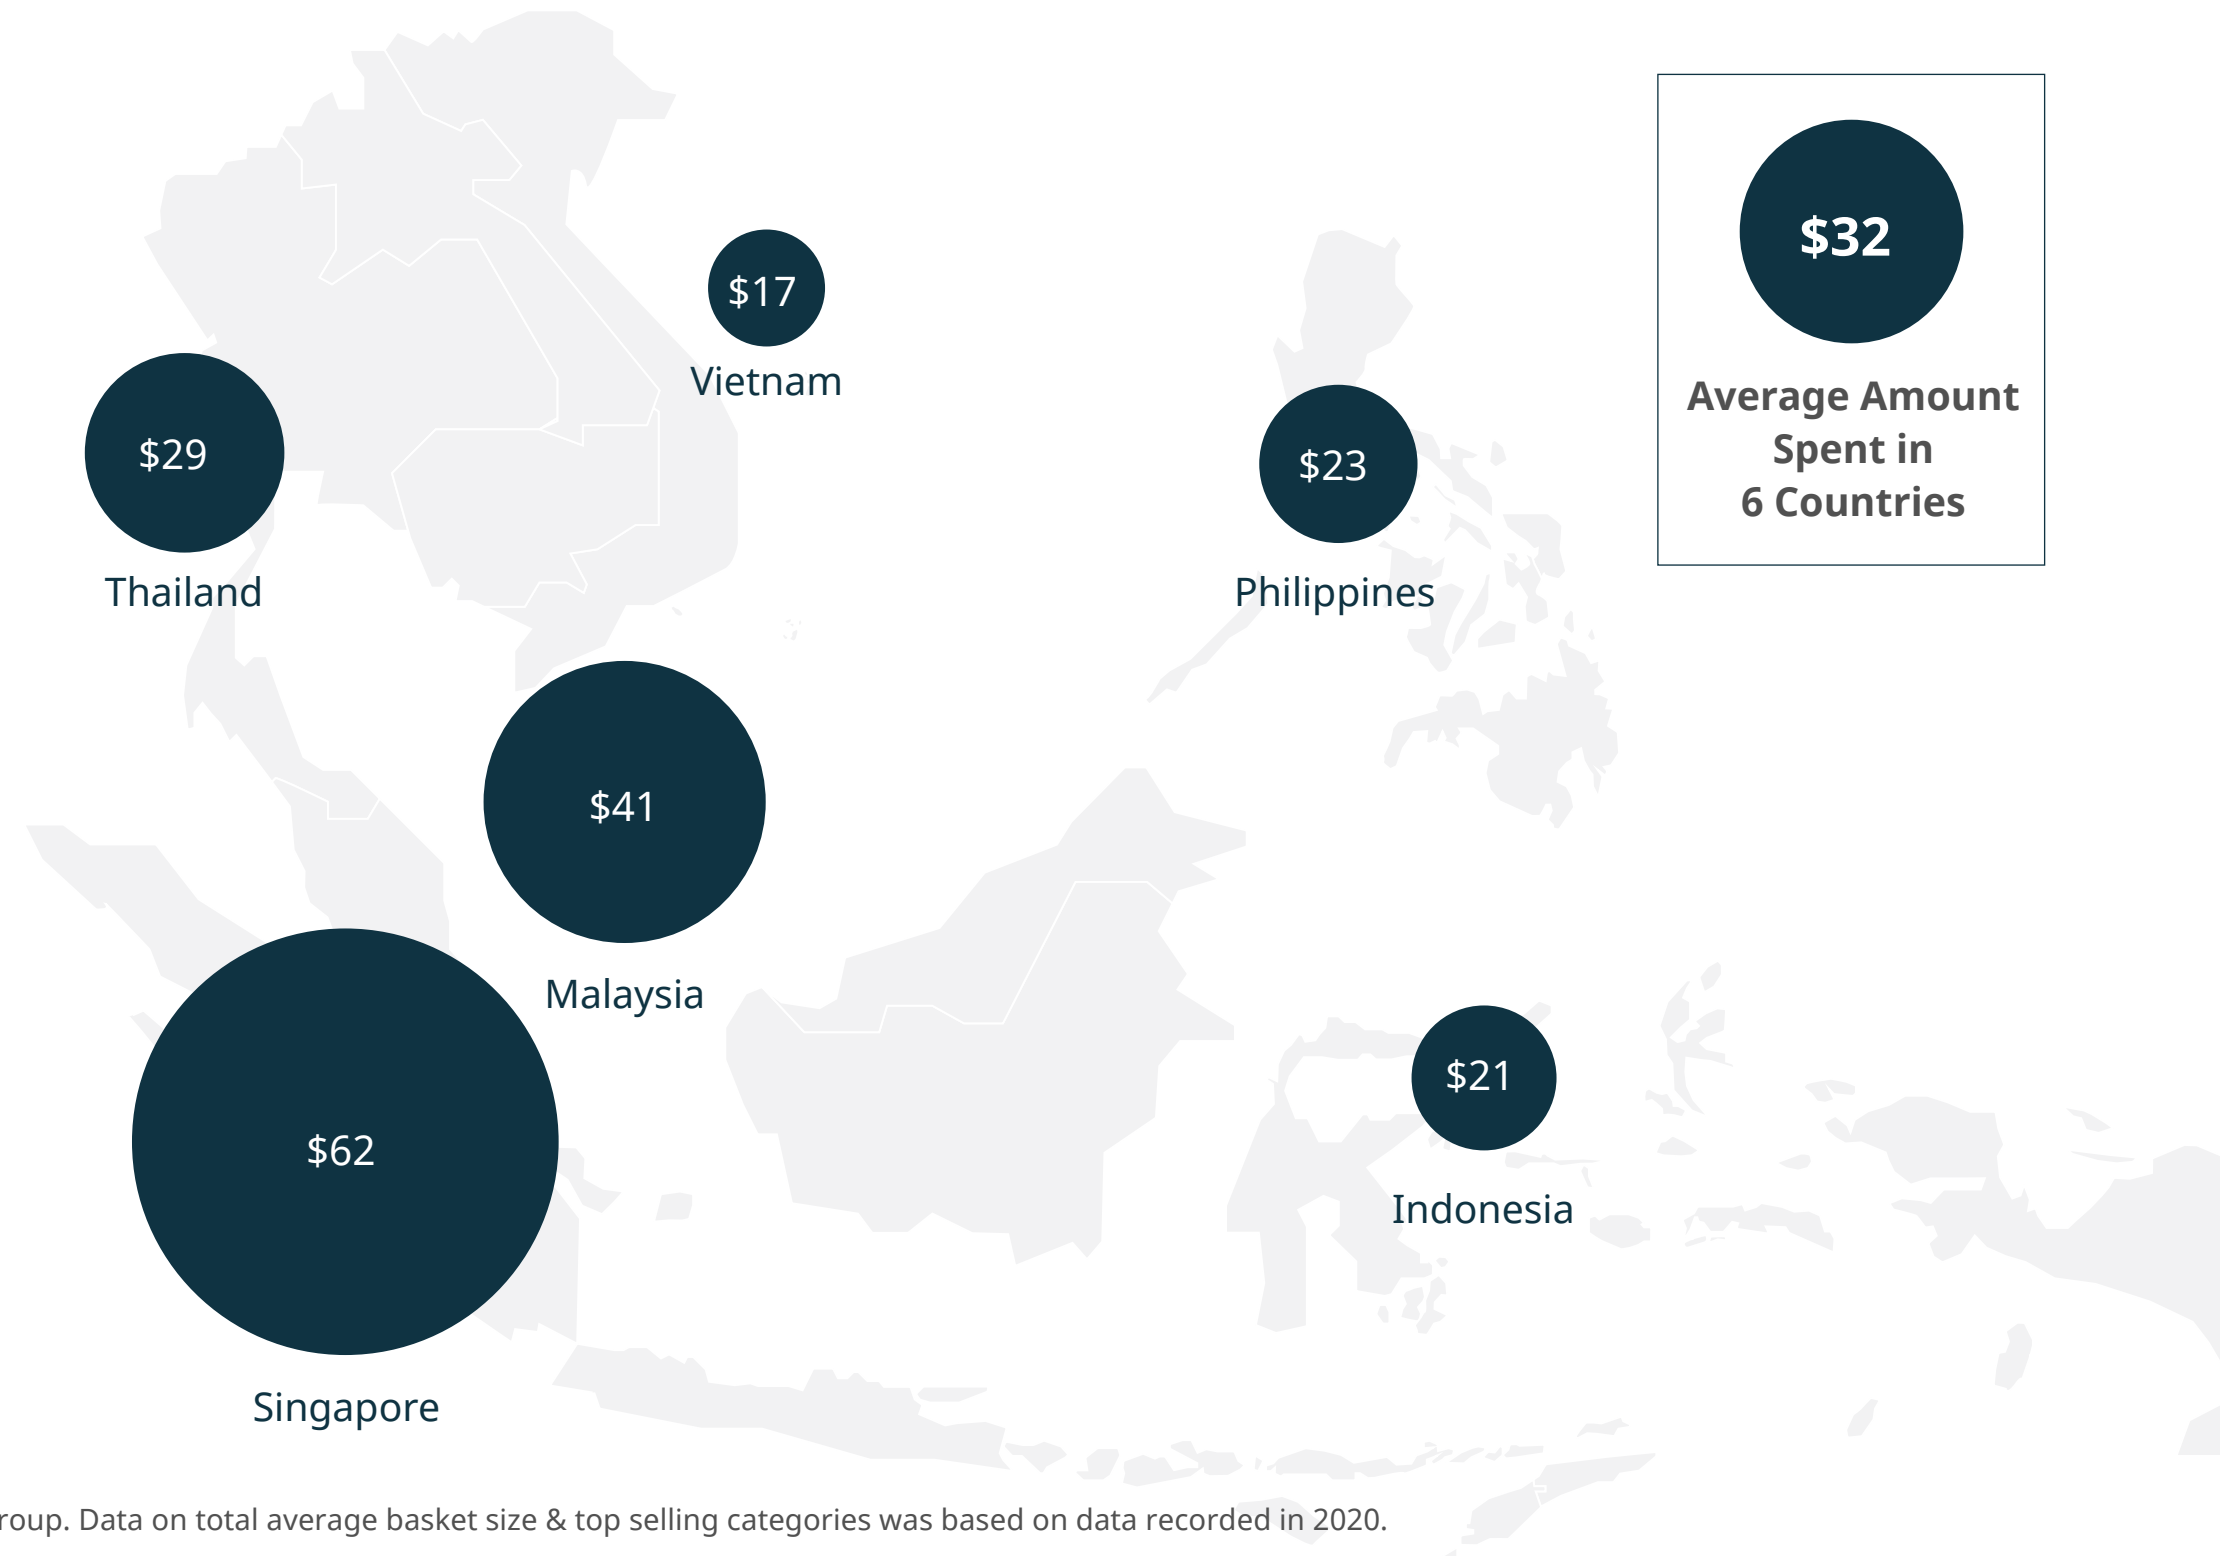 $32
Average Amount
Spent in
6 Countries
$17
Vietnam
$29
Thailand
$23
Philippines
$41
Malaysia
$62
Singapore
$21
Indonesia
Data on total average basket size & top selling categories was based on data recorded in 2020.